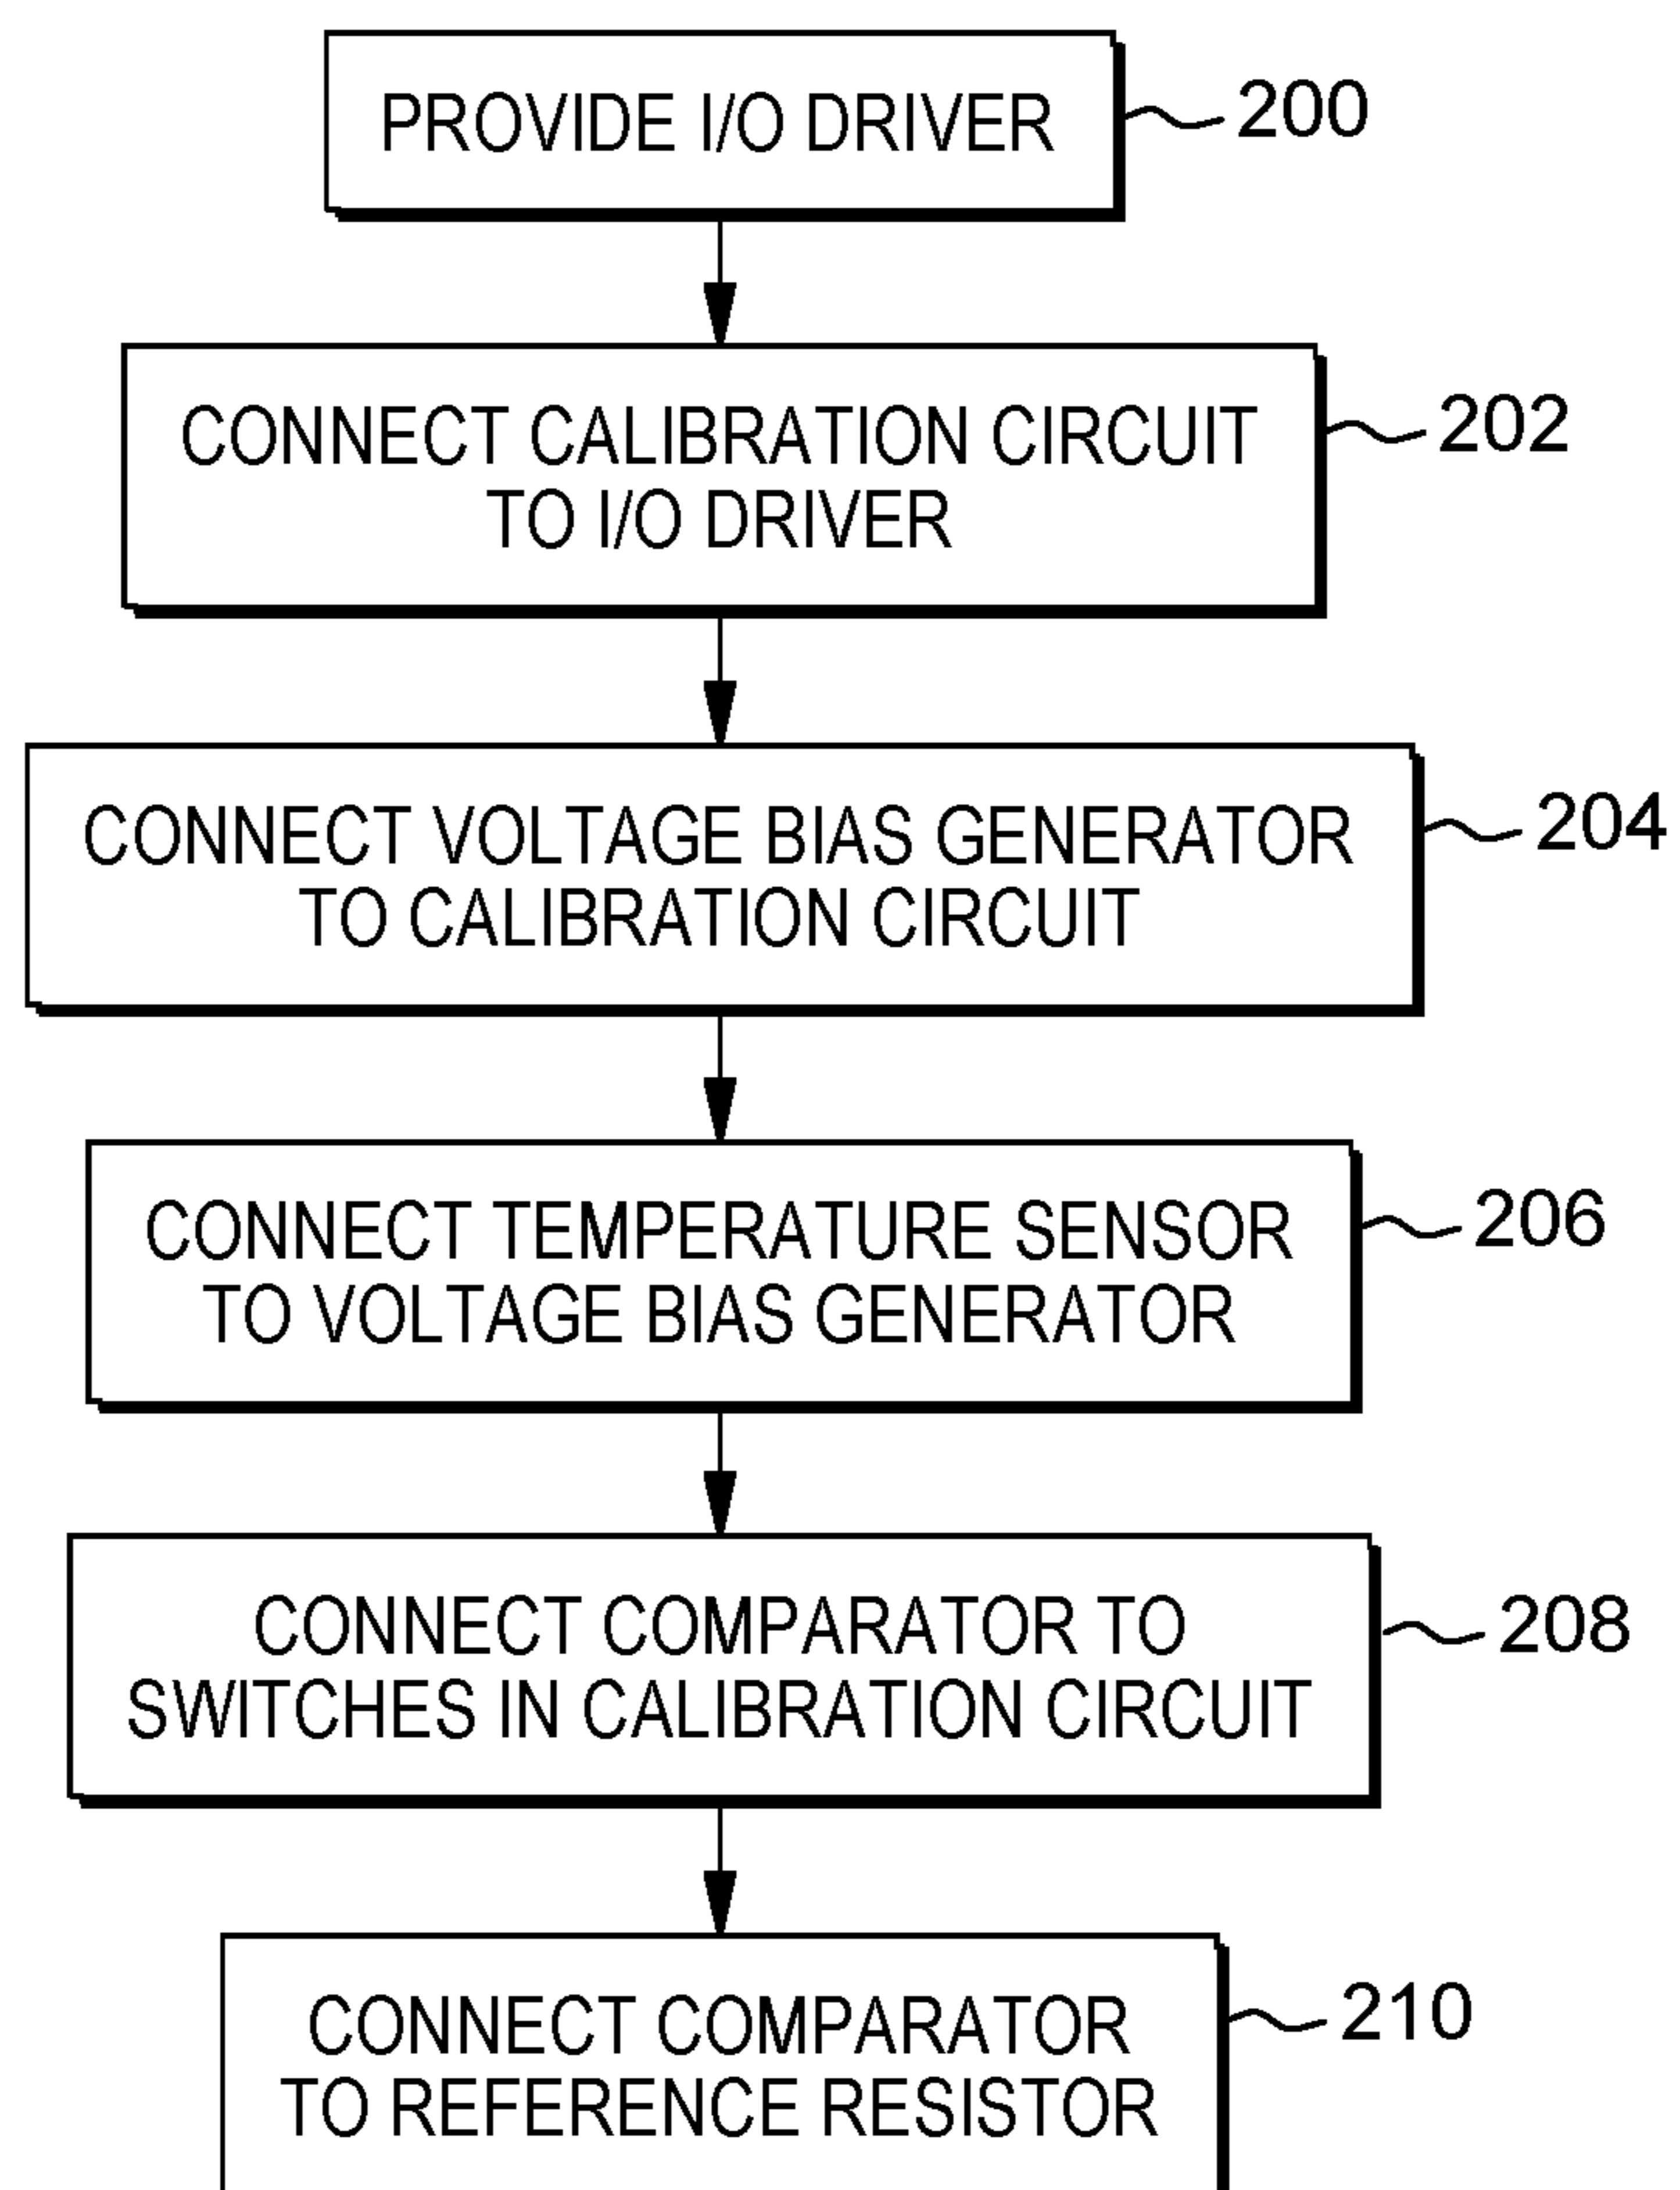 PROVIDE I/O DRIVER
200
CONNECT CALIBRATION CIRCUIT
TO I/O DRIVER
202
CONNECT VOLTAGE BIAS GENERATOR
TO CALIBRATION CIRCUIT
204
CONNECT TEMPERATURE SENSOR
TO VOLTAGE BIAS GENERATOR
206
CONNECT COMPARATOR TO
SWITCHES IN CALIBRATION CIRCUIT
208
CONNECT COMPARATOR
TO REFERENCE RESISTOR
210